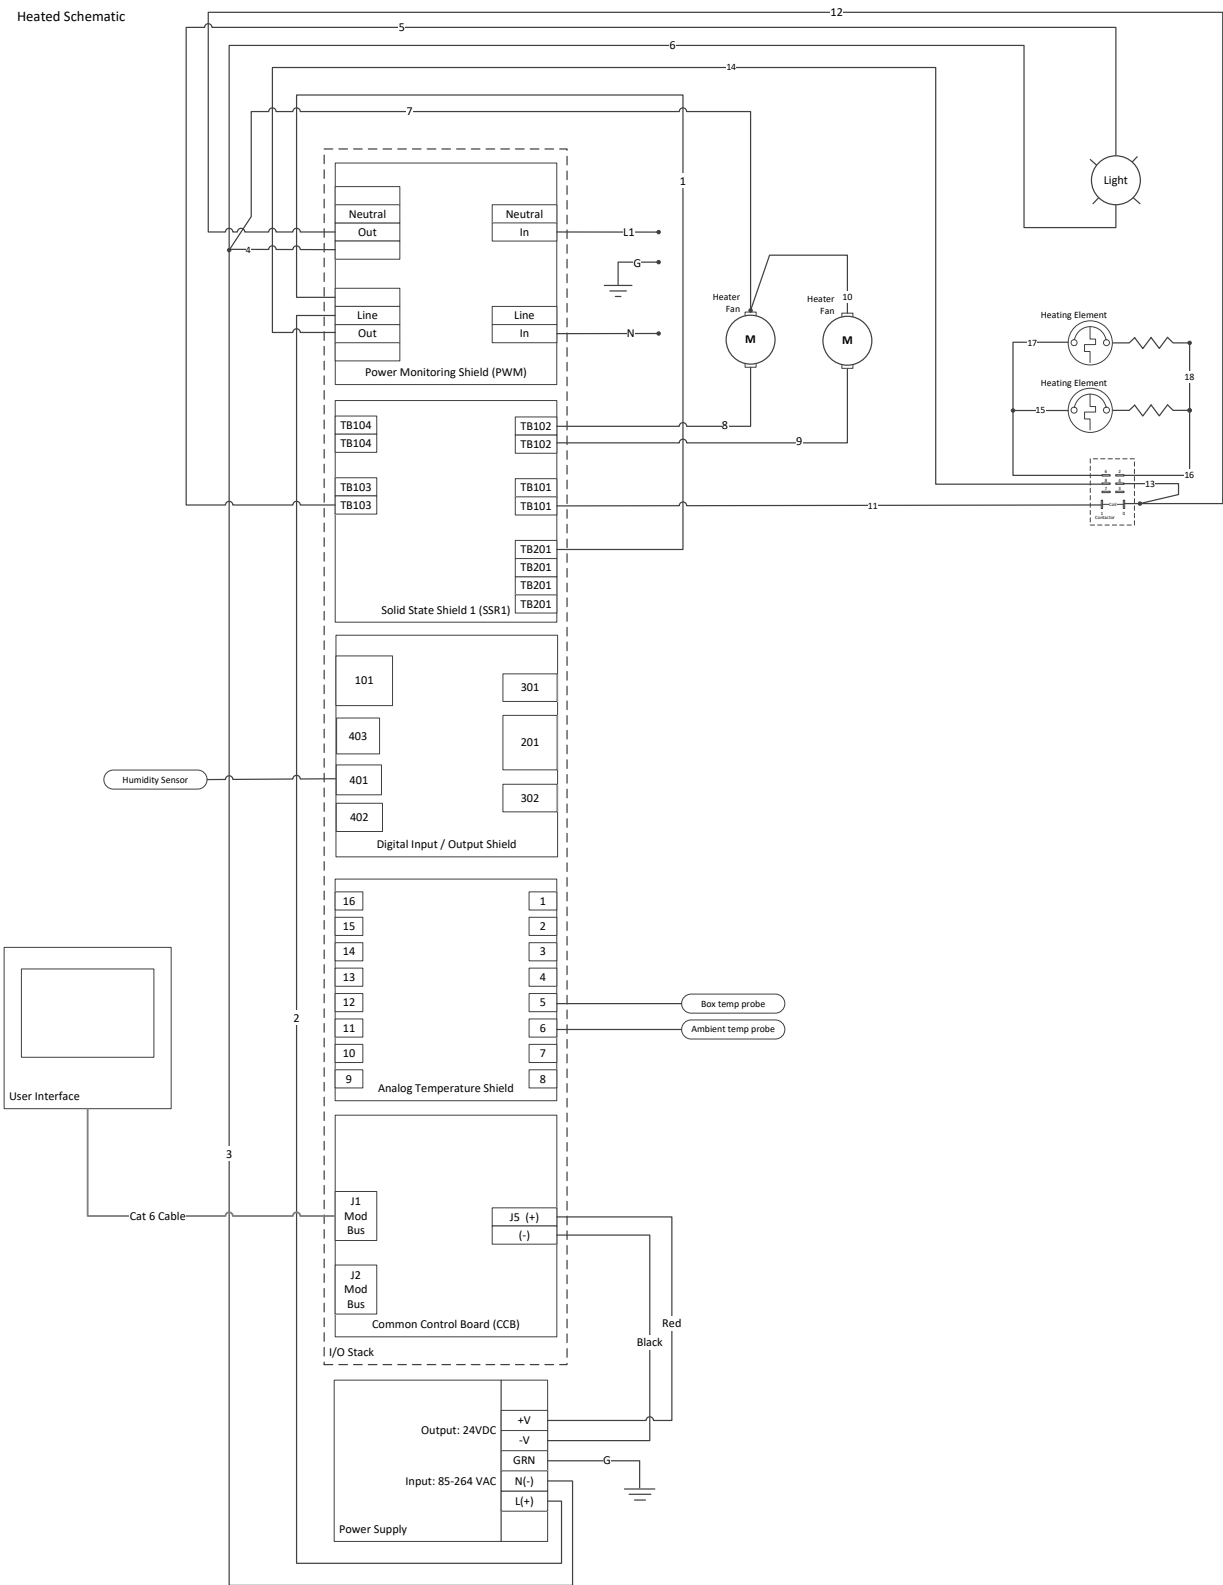 Heated Schematic
12
5
6
14
7
1
Light
Neutral
Out
Neutral
In
L1
4
G
Line
Out
Line
In
N
Power Monitoring Shield (PWM)
Heater
Fan
M
Heater
Fan
10
M
Heating Element
17
18
Heating Element
15
16
13
Contactor
TB104
TB104
TB102
TB102
8
9
TB103
TB103
TB101
TB101
11
TB201
TB201
TB201
TB201
Solid State Shield 1 (SSR1)
101
301
403
201
401
302
402
Humidity Sensor
Digital Input / Output Shield
16
1
15
2
14
3
13
4
12
5
11
6
10
7
9
8
Box temp probe
Ambient temp probe
Analog Temperature Shield
2
3
User Interface
Cat 6 Cable
J1
Mod
Bus
J5 (+)
(-)
J2
Mod
Bus
Common Control Board (CCB)
Red
Black
I/O Stack
Output: 24VDC
+V
-V
GRN
G
Input: 85-264 VAC
N(-)
L(+)
Power Supply